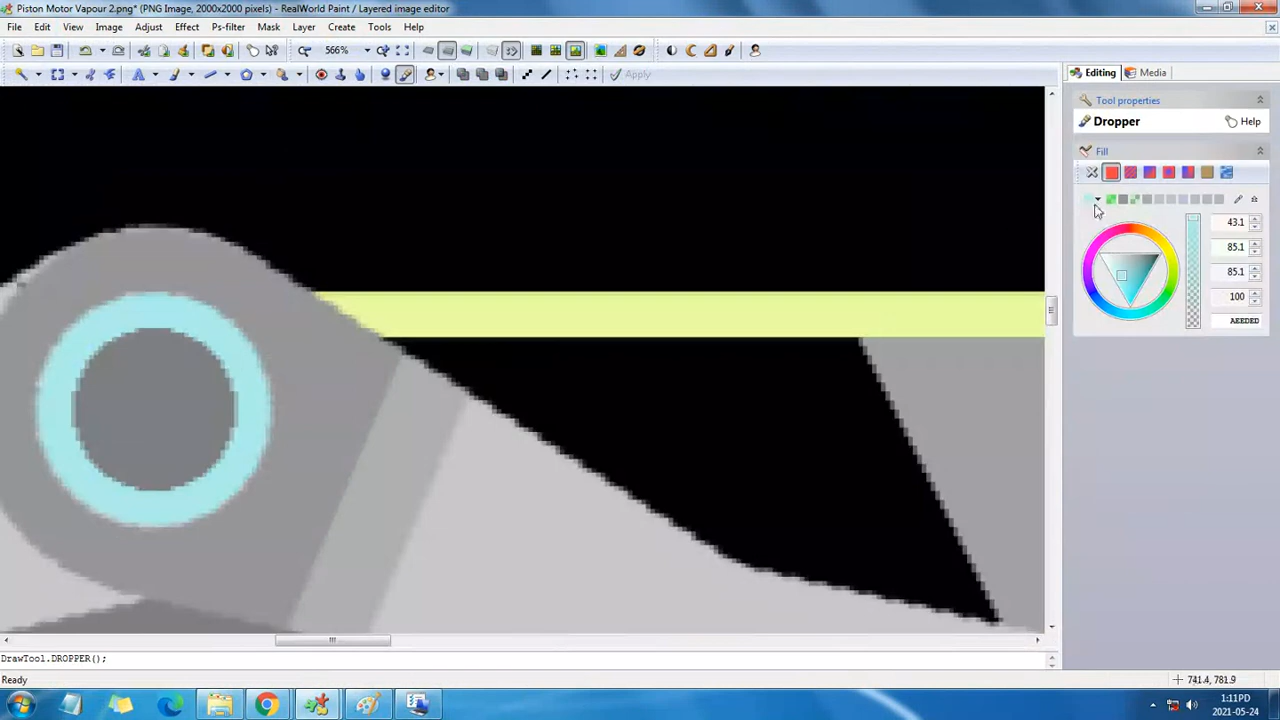 Piston Motor Vapour 2.png* (PNG Image, 2000x2000 pixels) - RealWorld Paint / Layered image editor
File Edit View Image Adjust Effect Ps-filter Mask Layer Create Tools Help
566%
Apply
Editing Media
Tool properties
Dropper Help
Fill
43.1
85.1
85.1
100
AEEDED
DrawTool.DROPPER();
Ready 741.4, 781.9
1:11PD
2021-05-24